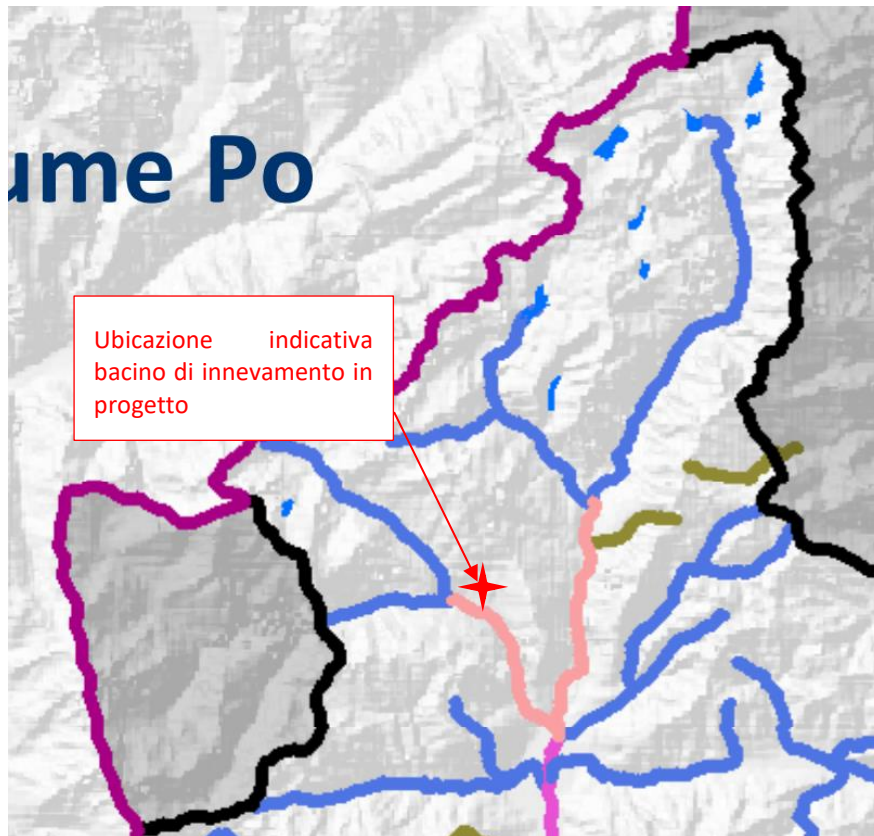 ume Po
Ubicazione indicativa
bacino di innevamento in
progetto